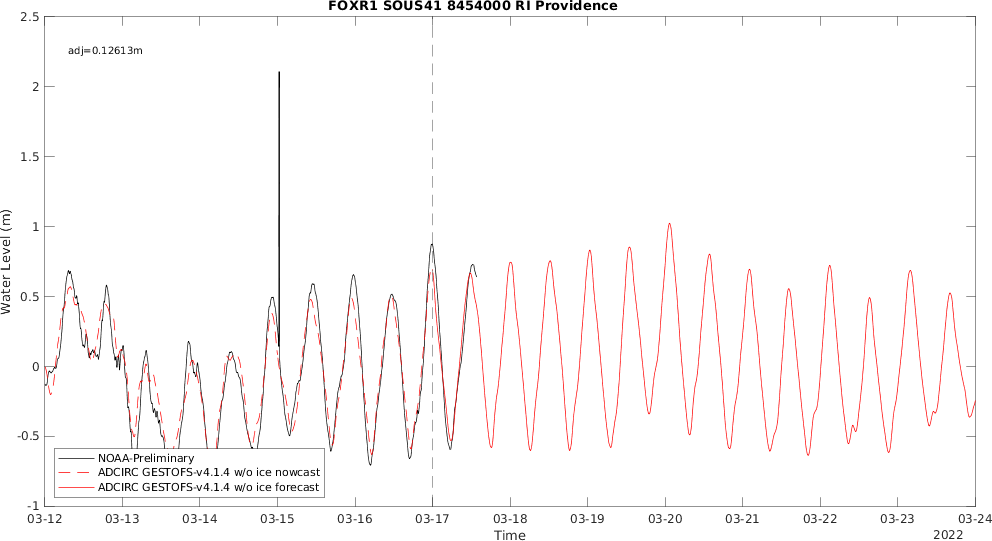 FOXR1 SOUS41 8454000 RI Providence
2.5
adj=0.12613m
2
1.5
1
Water Level (m)
0.5
0
-0.5
NOAA-Preliminary
ADCIRC GESTOFS-v4.1.4 w/o ice nowcast
ADCIRC GESTOFS-v4.1.4 w/o ice forecast
-1
03-12 03-13 03-14 03-15 03-16 03-17 03-18 03-19 03-20 03-21 03-22 03-23 03-24
Time
2022